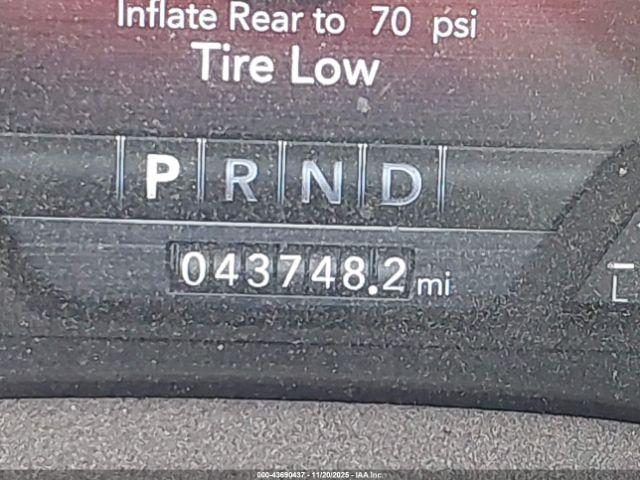 Inflate Rear to 70 psi
Tire Low
P R N D
043748.2 mi
000-43690437 - 11/20/2025 - IAA Inc.